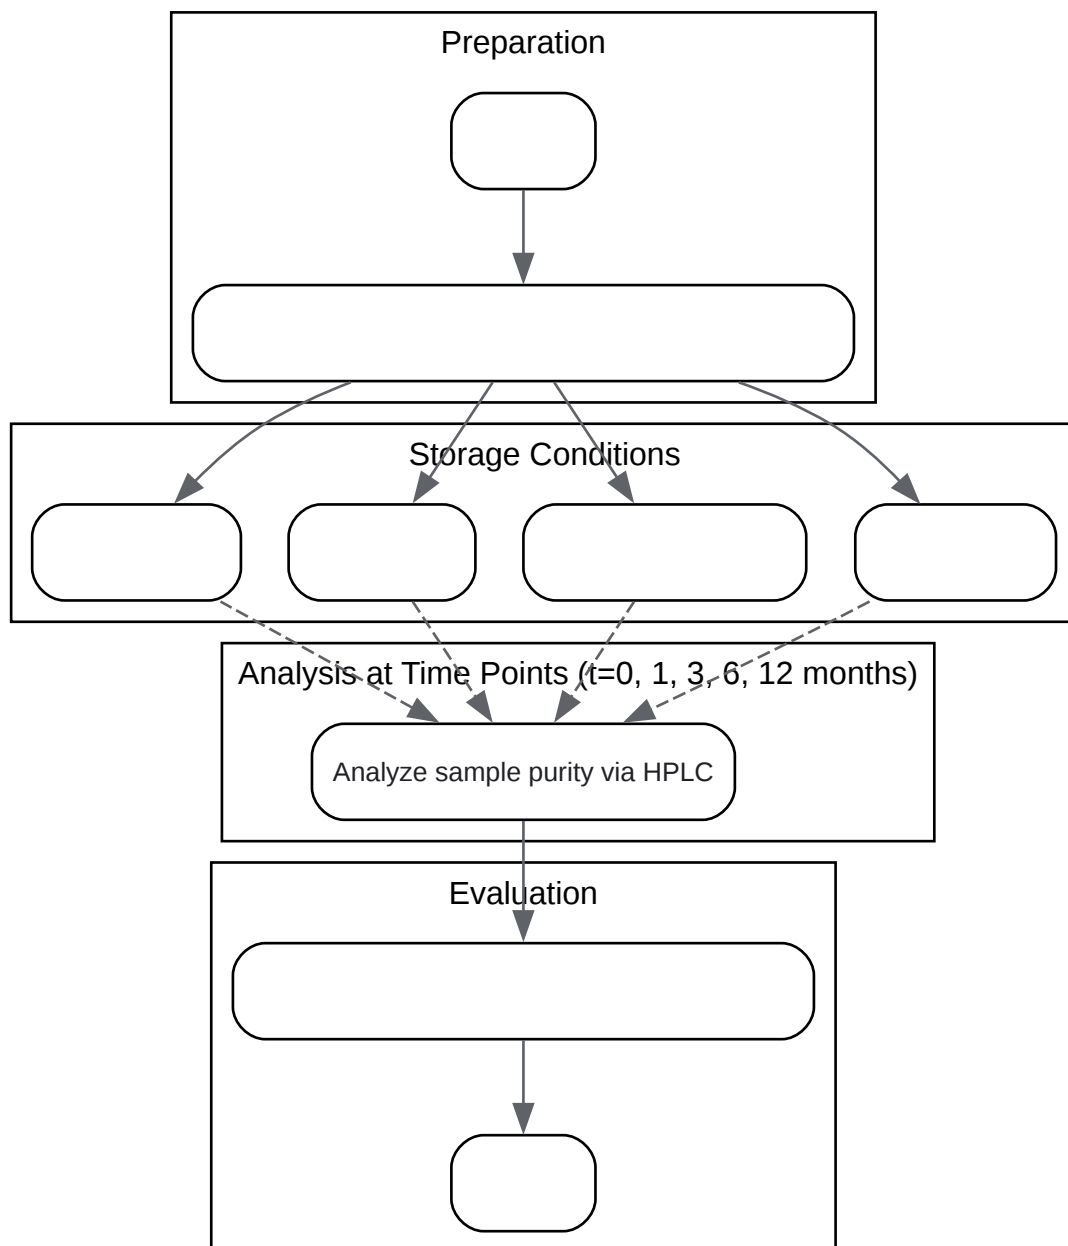 Preparation
Storage Conditions
Analysis at Time Points (t=0, 1, 3, 6, 12 months)
Analyze sample purity via HPLC
Evaluation